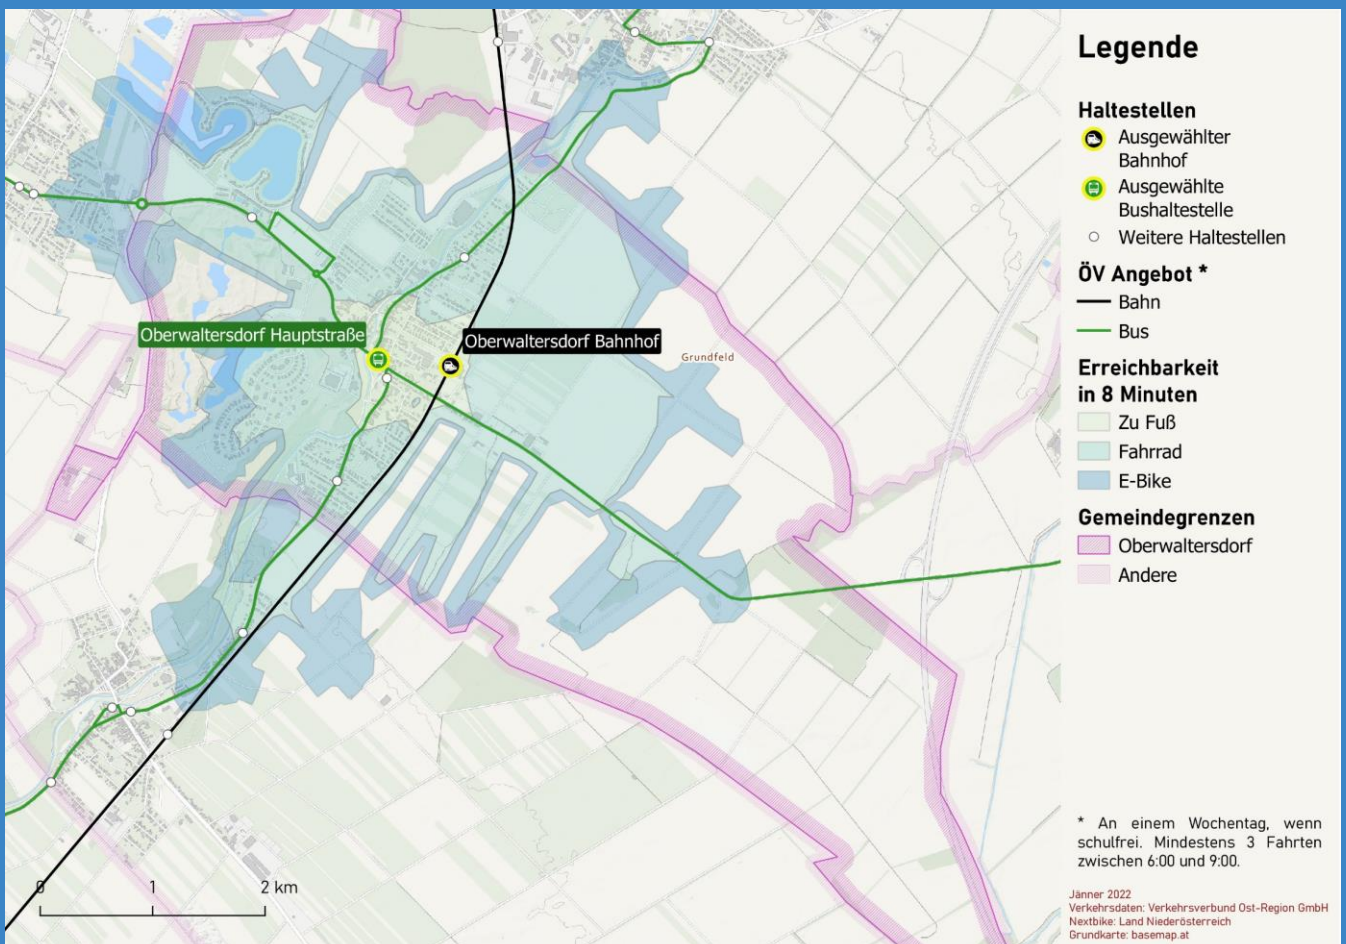 Legende
Haltestellen
Ausgewählter
Bahnhof
Ausgewählte
Bushaltestelle
Weitere Haltestellen
ÖV Angebot *
Bahn
Bus
Erreichbarkeit
in 8 Minuten
Zu Fuß
Fahrrad
E-Bike
Gemeindegrenzen
Oberwaltersdorf
Andere
Oberwaltersdorf Hauptstraße
Oberwaltersdorf Bahnhof
Grundfeld
0 1 2 km
* An einem Wochentag, wenn
schulfrei. Mindestens 3 Fahrten
zwischen 6:00 und 9:00.
Jänner 2022
Verkehrsdaten: Verkehrsverbund Ost-Region GmbH
Nextbike: Land Niederösterreich
Grundkarte: basemap.at